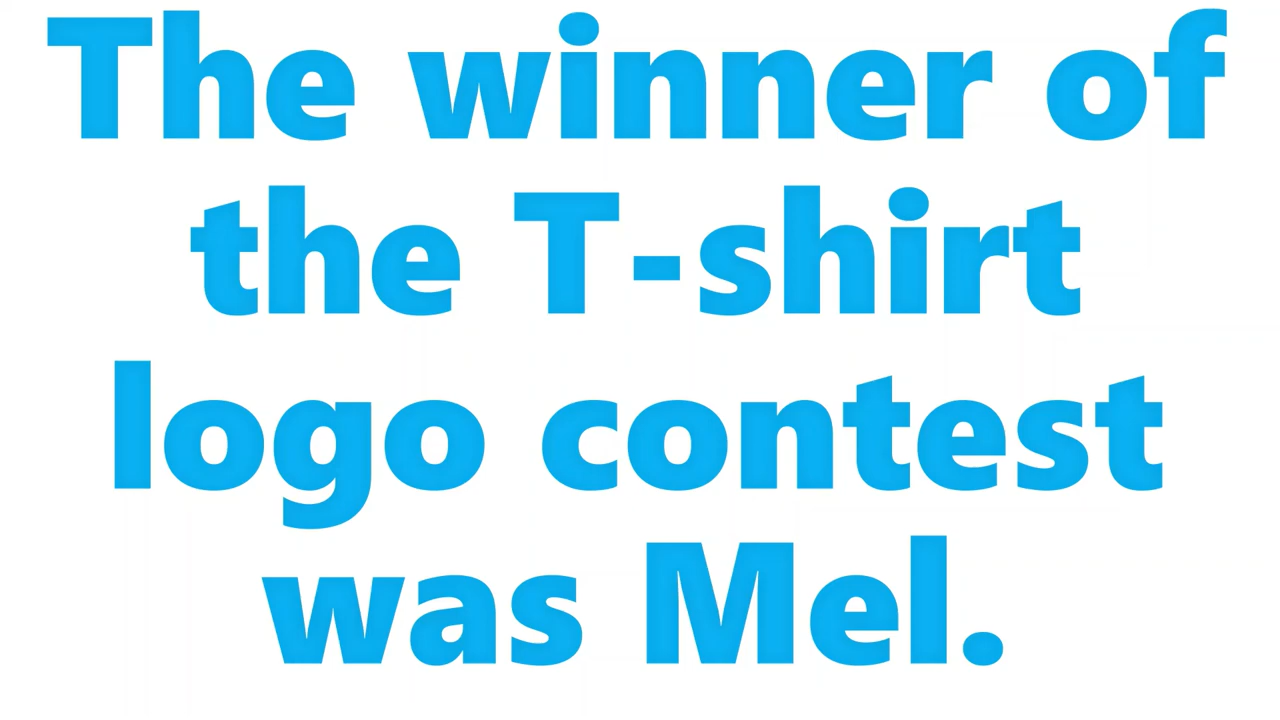 The winner of
the T-shirt
logo contest
was Mel.